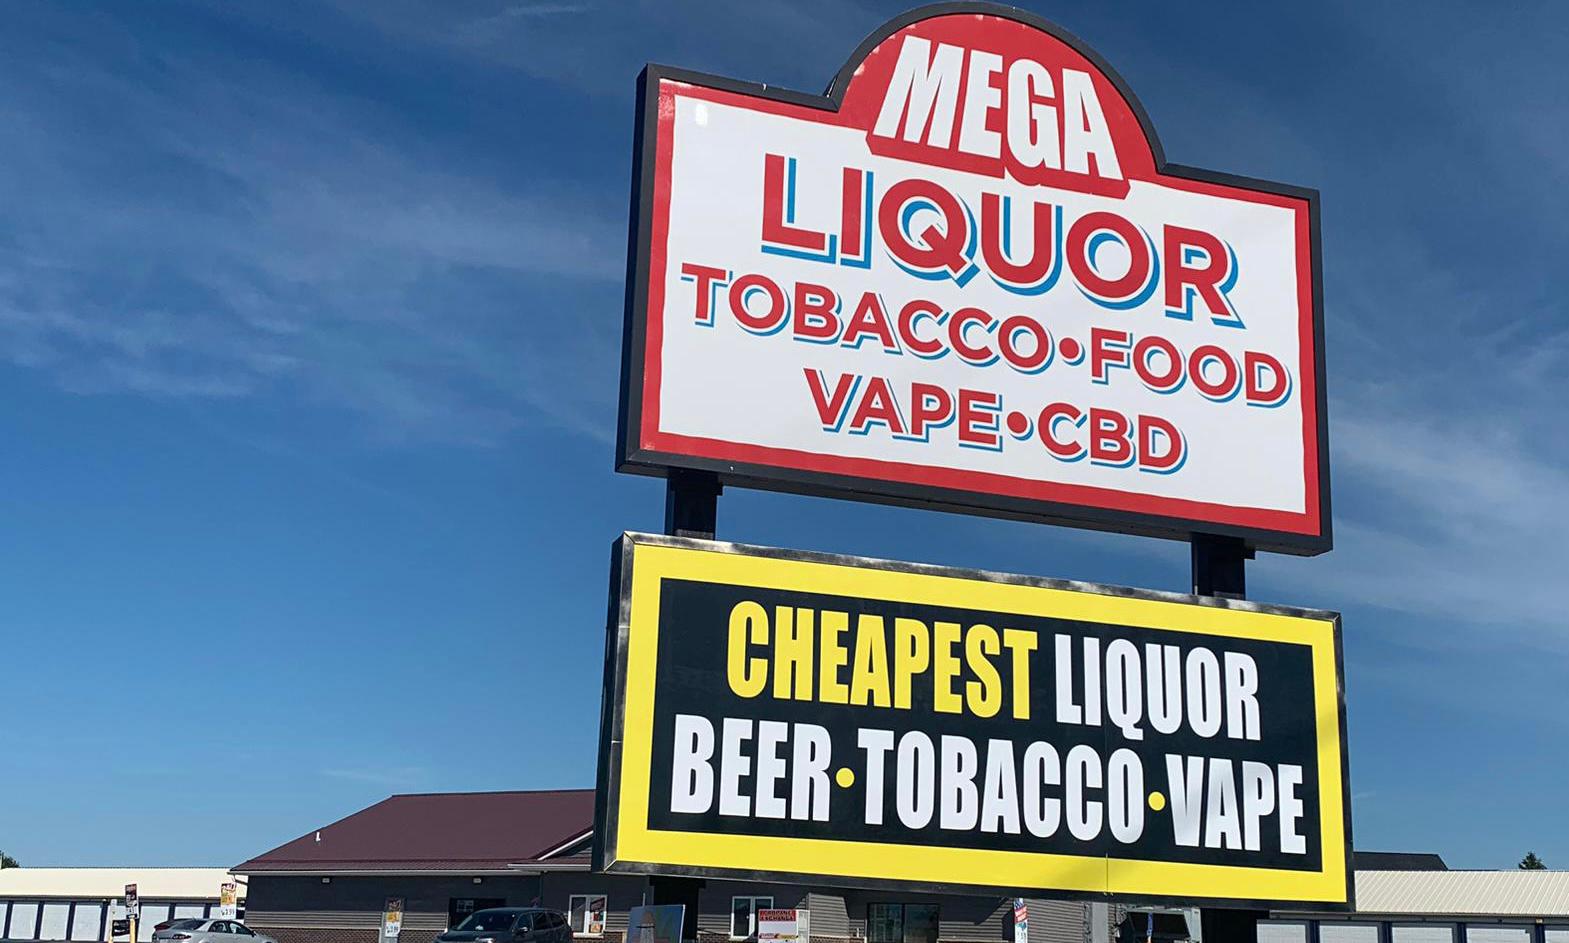 MEGA
LIQUOR
TOBACCO•FOOD
VAPE•CBD
CHEAPEST LIQUOR
BEER•TOBACCO•VAPE